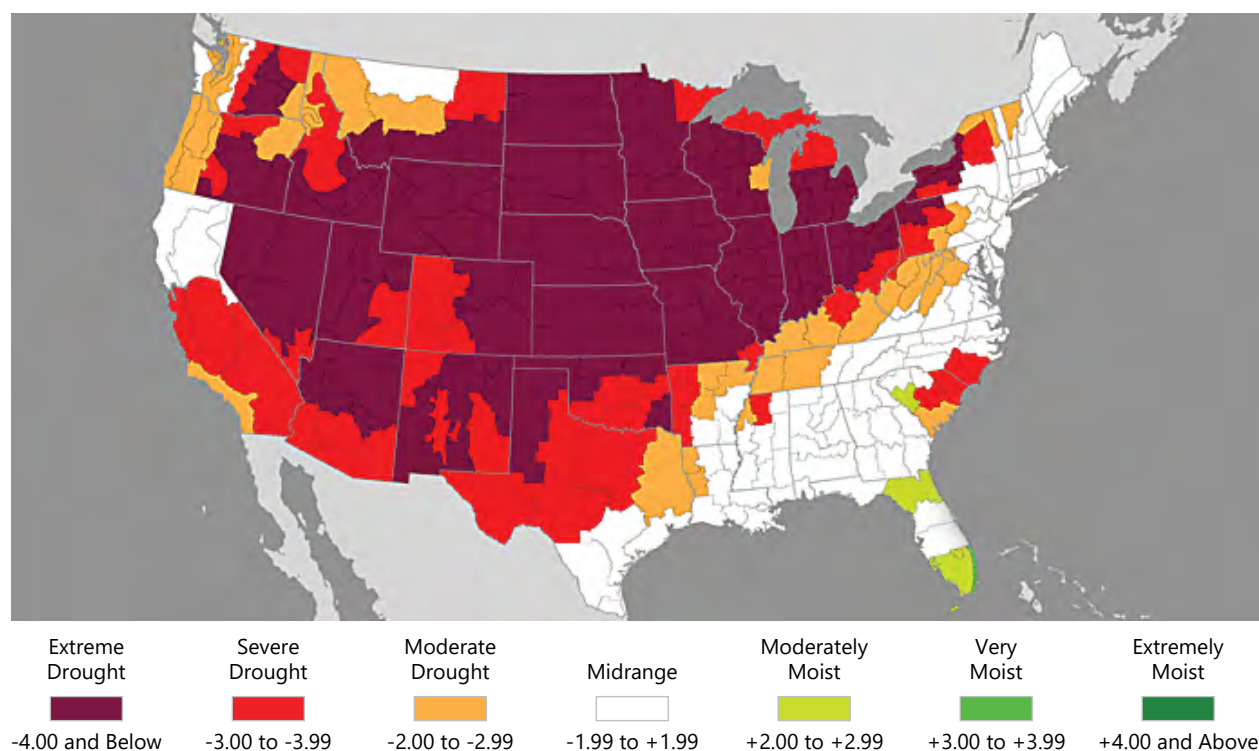 Extreme Drought
Severe Drought
Moderate Drought
Midrange
Moderately Moist
Very Moist
Extremely Moist
-4.00 and Below
-3.00 to -3.99
-2.00 to -2.99
-1.99 to +1.99
+2.00 to +2.99
+3.00 to +3.99
+4.00 and Above